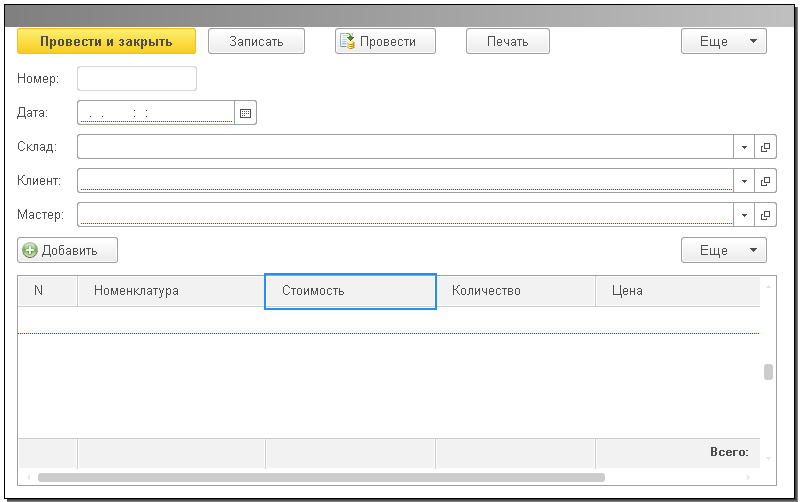 Провести и закрыть Записать Провести Печать Еще
Номер:
Дата: . . : :
Склад:
Клиент:
Мастер:
Добавить Еще
N Номенклатура Стоимость Количество Цена
Всего: